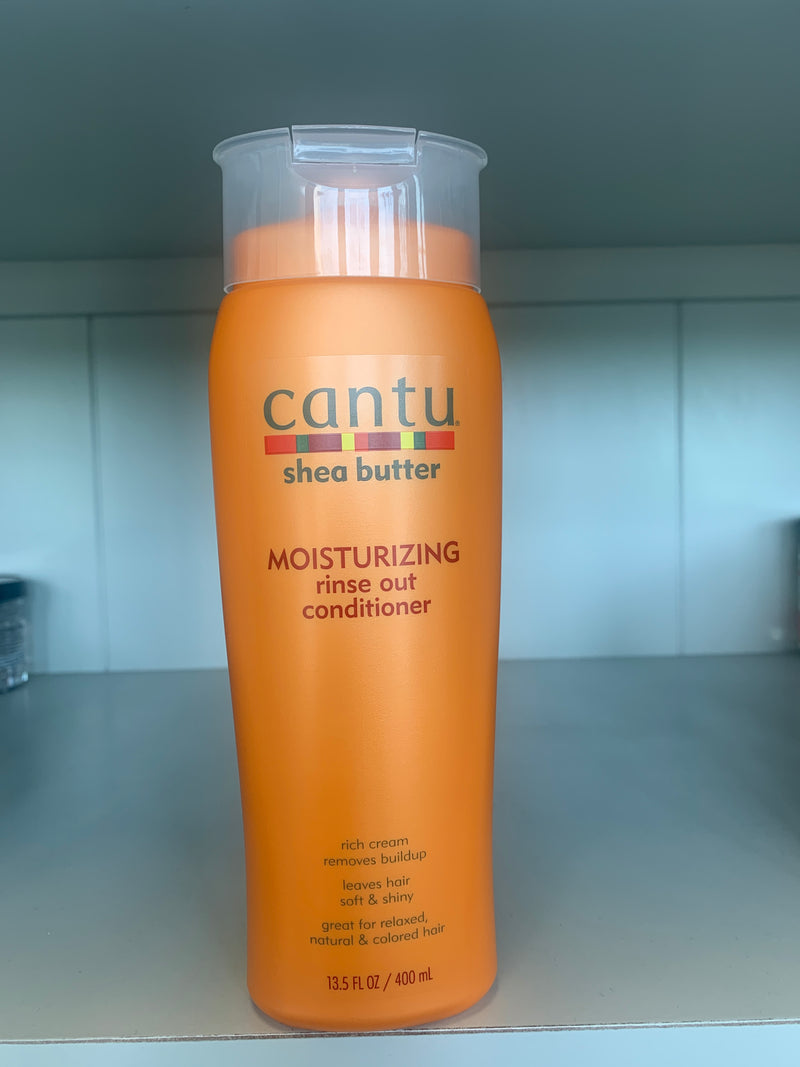 cantu
shea butter
MOISTURIZING
rinse out
conditioner
rich cream
removes buildup
leaves hair
soft & shiny
great for relaxed,
natural & colored hair
13.5 FL OZ / 400 mL